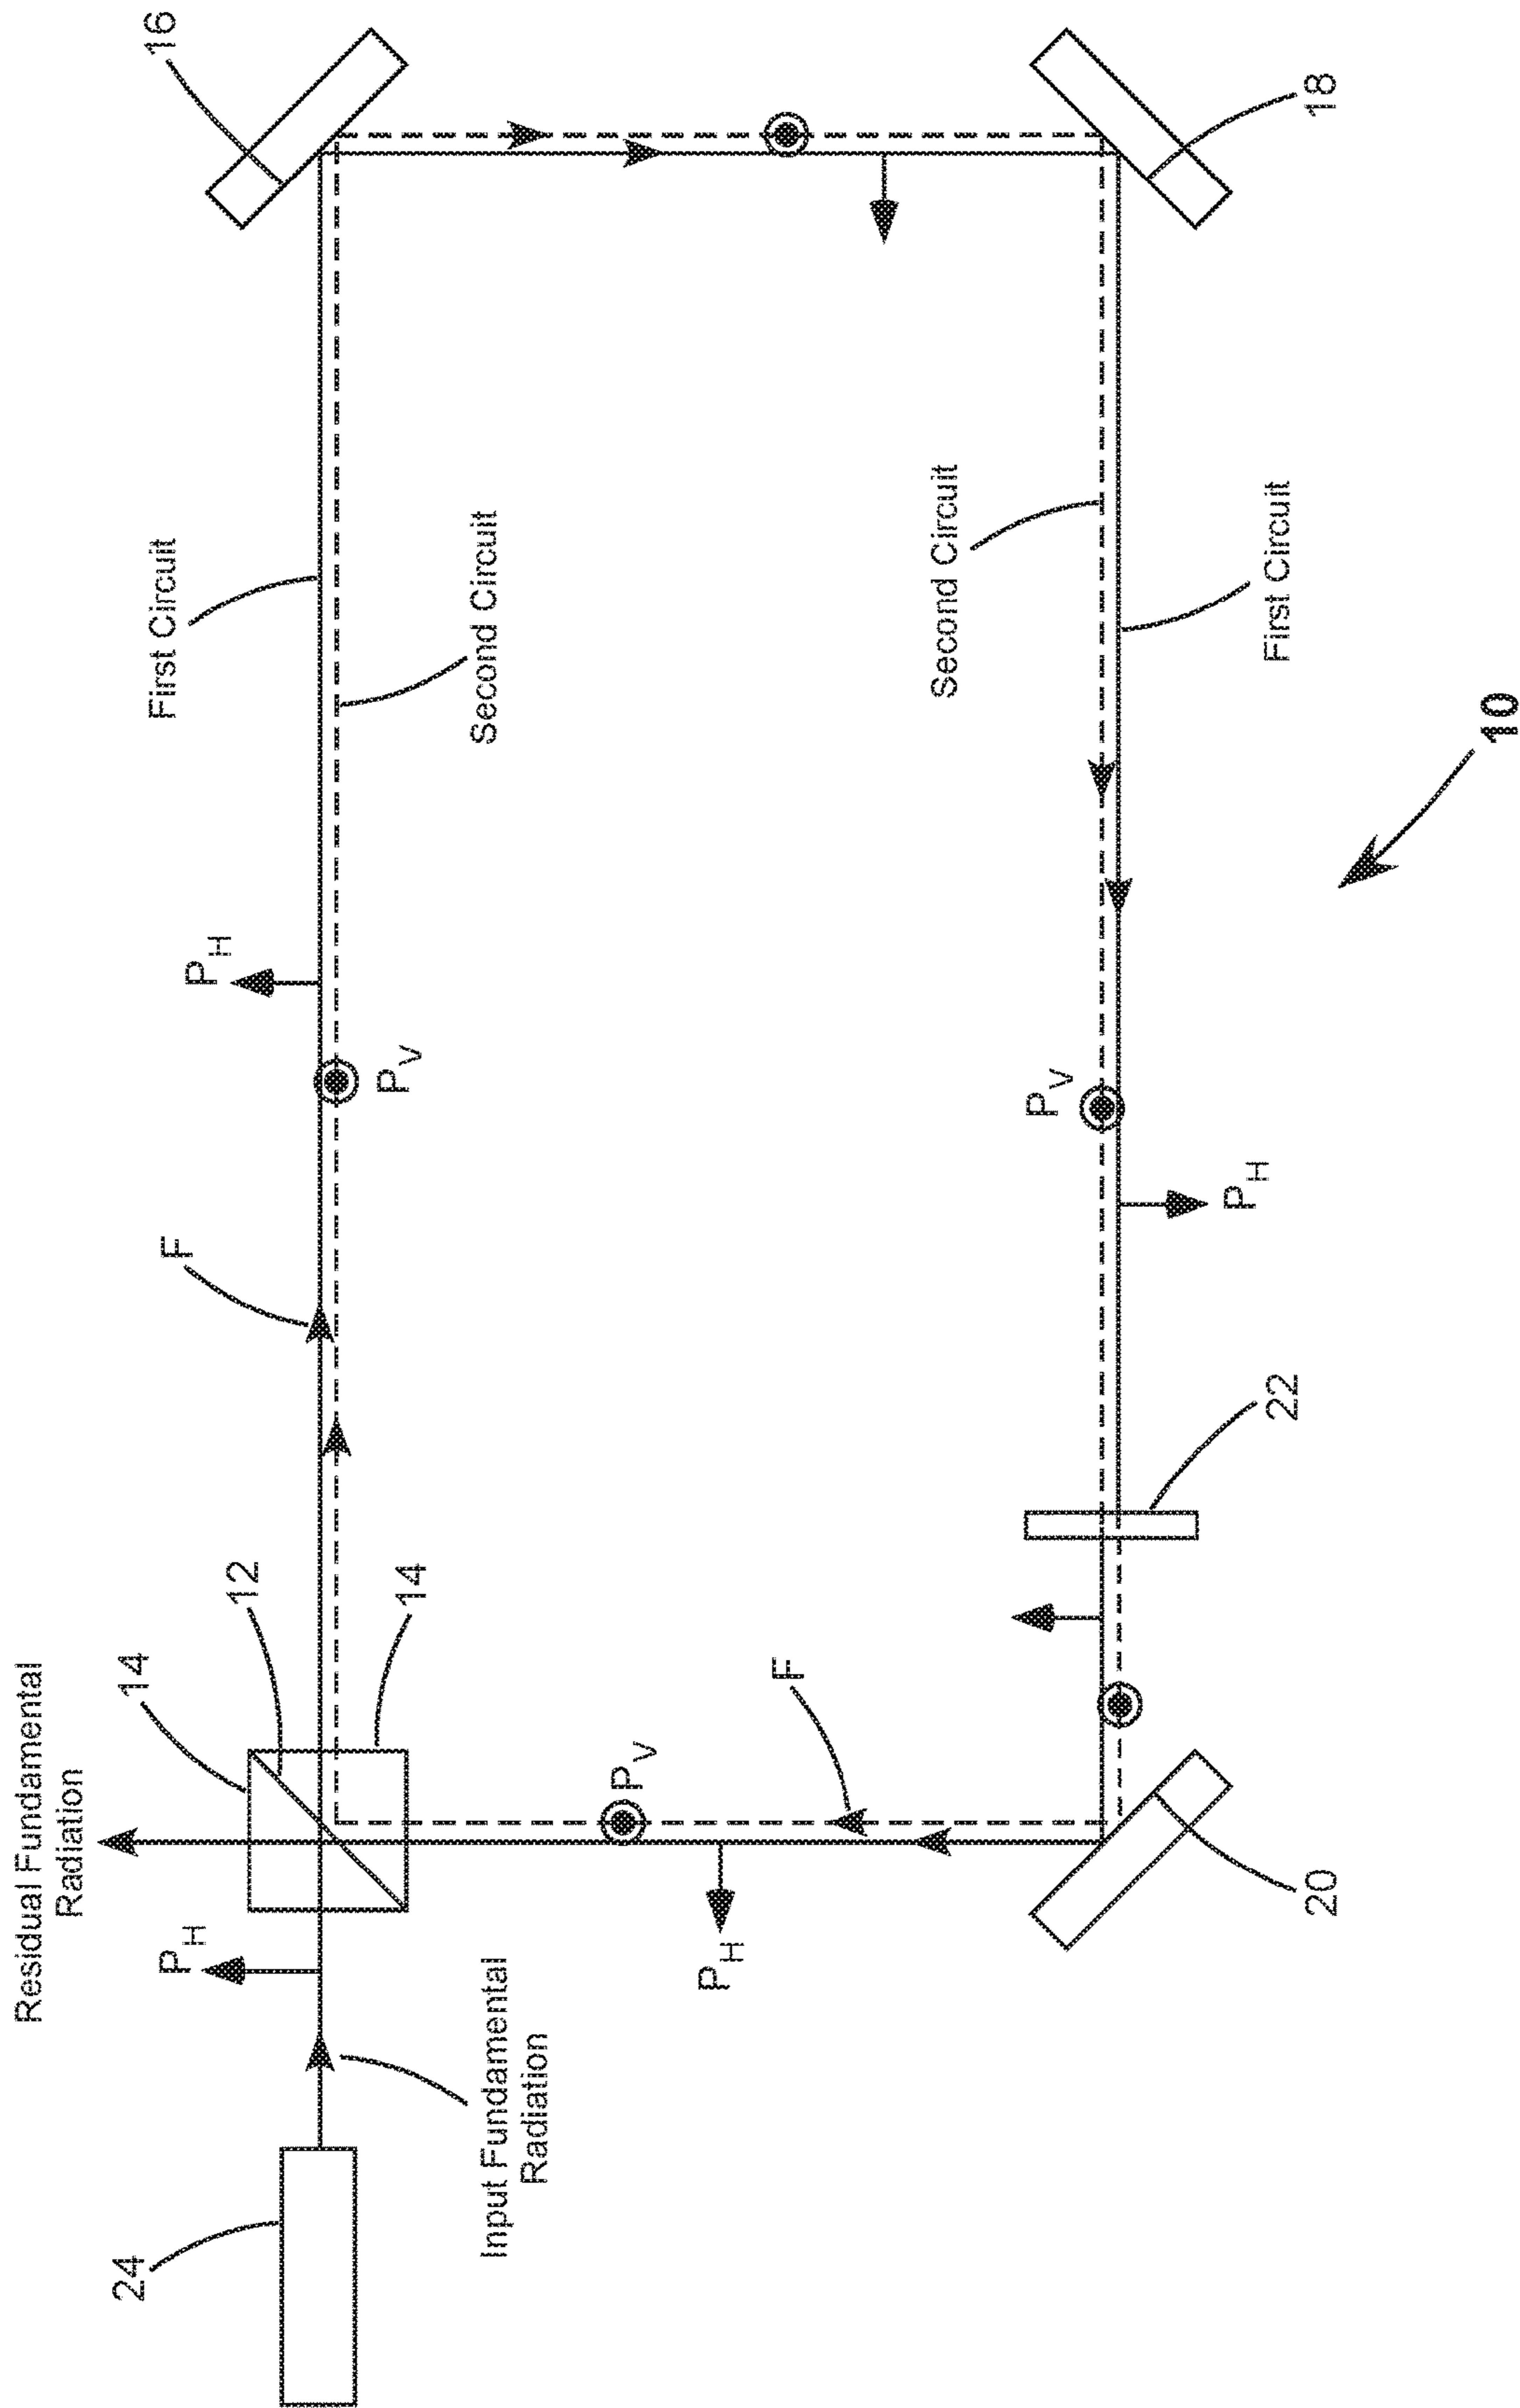 24
Input Fundamental
Radiation
P_H
Residual Fundamental
Radiation
14
12
14
F
P_V
P_H
First Circuit
Second Circuit
16
P_V
P_H
F
20
22
P_V
P_H
Second Circuit
First Circuit
18
10